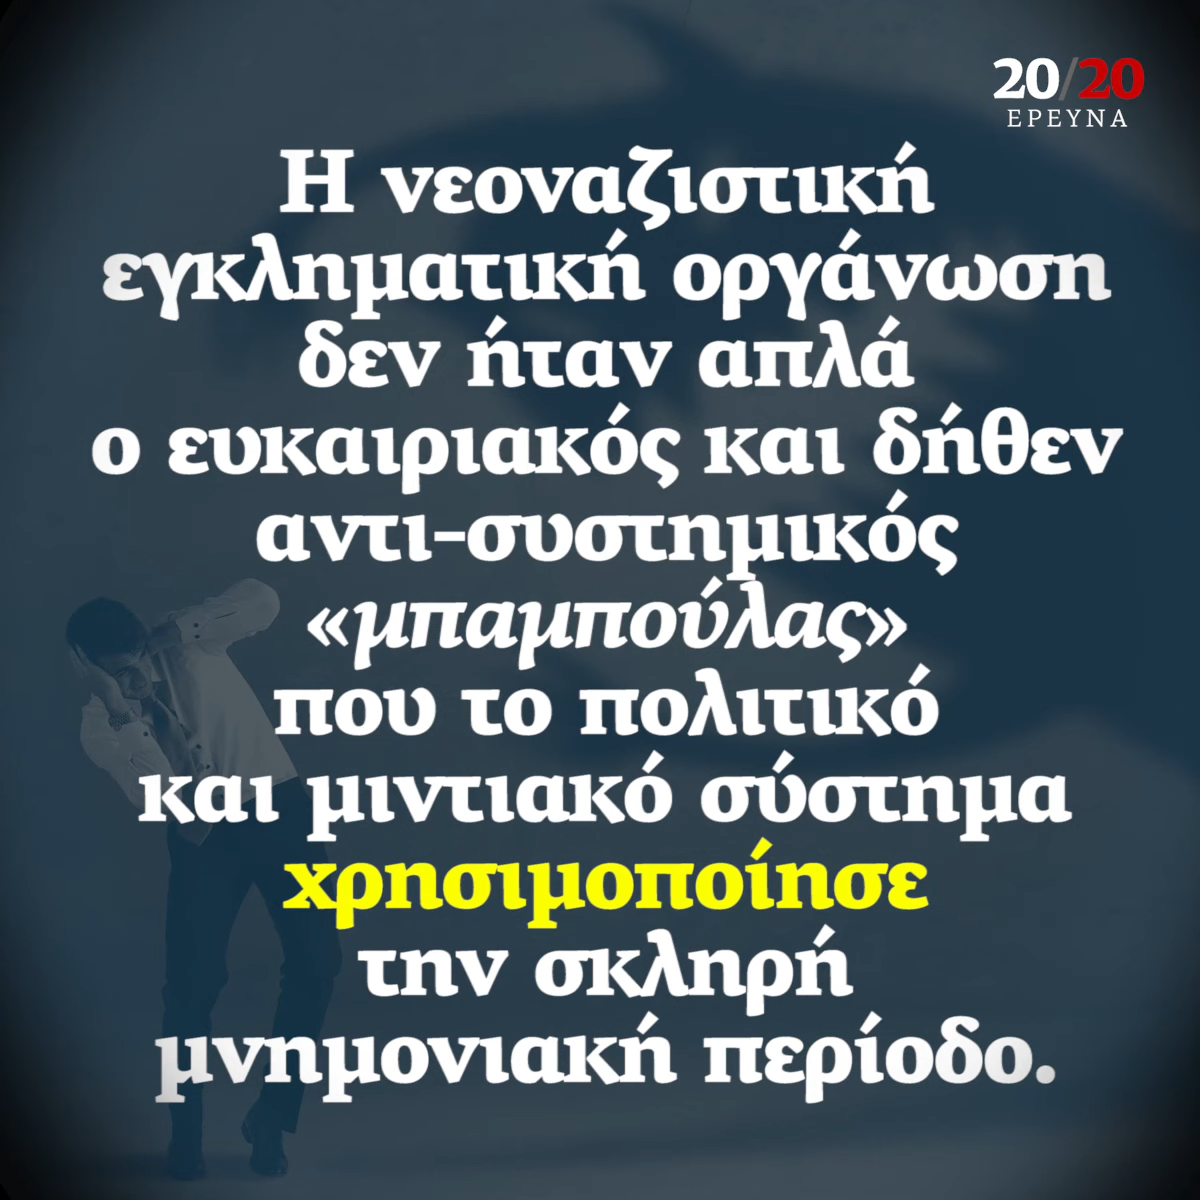 20/20
ΕΡΕΥΝΑ
Η νεοναζιστική
εγκληματική οργάνωση
δεν ήταν απλά
ο ευκαιριακός και δήθεν
αντι-συστημικός
«μπαμπούλας»
που το πολιτικό
και μιντιακό σύστημα
χρησιμοποίησε
την σκληρή
μνημονιακή περίοδο.